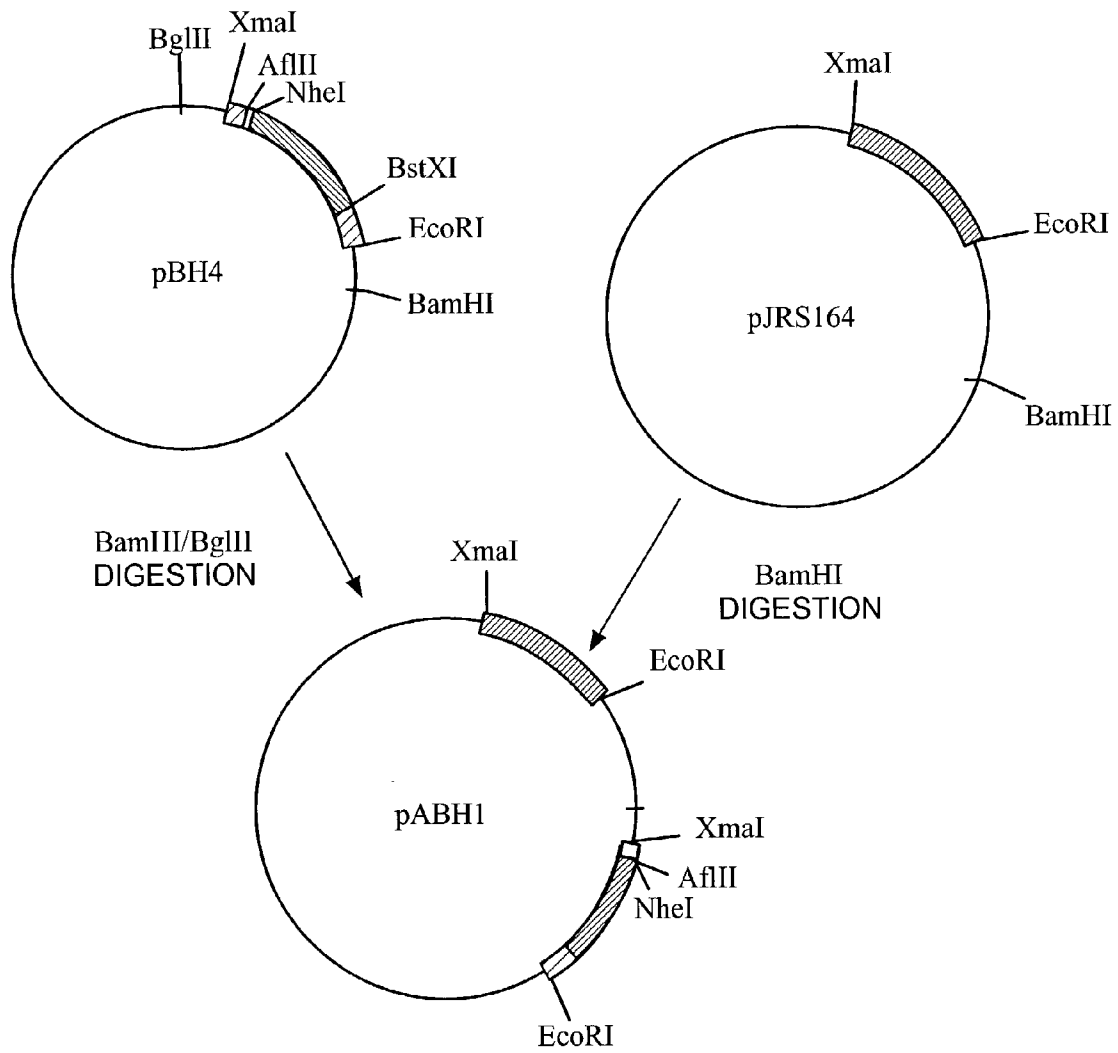 BglII
XmaI
AflII
NheI
BstXI
EcoRI
BamHI
pBH4
XmaI
EcoRI
pJRS164
BamHI
BamIII/BglII
DIGESTION
BamHI
DIGESTION
XmaI
EcoRI
pABH1
XmaI
AflII
NheI
EcoRI